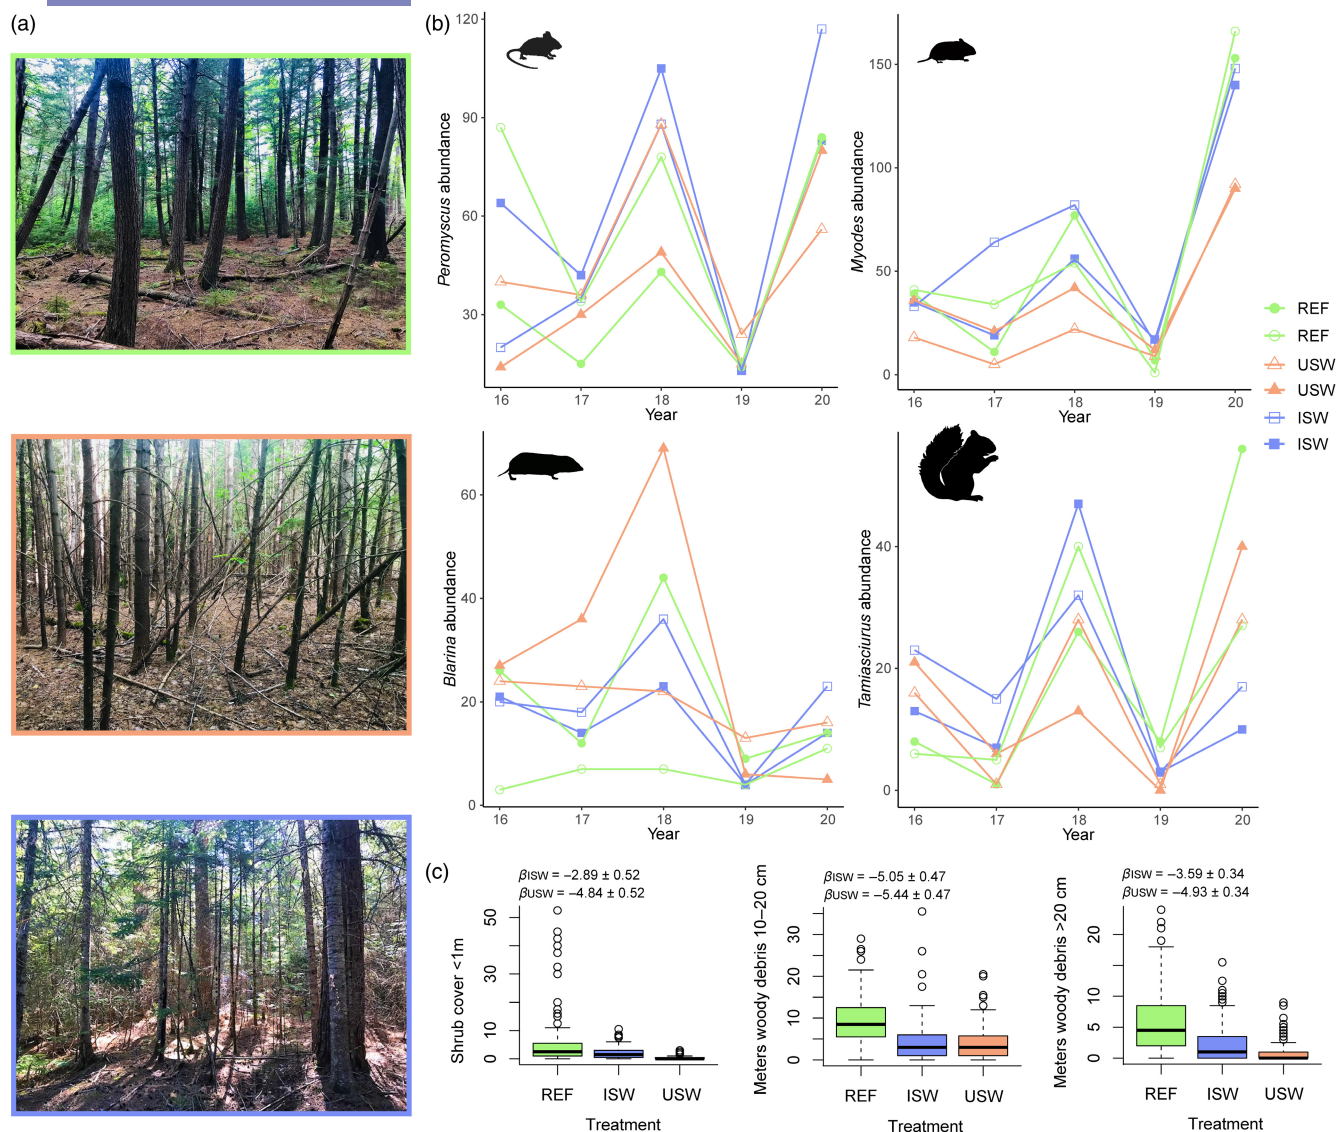 (a)
(b)
120
90
60
30
Peromyscus abundance
16
17
18
19
20
Year
150
100
50
0
Myodes abundance
16
17
18
19
20
Year
REF
REF
USW
USW
ISW
ISW
60
40
20
0
Blarina abundance
16
17
18
19
20
Year
40
20
0
Tamiasciurus abundance
16
17
18
19
20
Year
(c)
βISW = −2.89 ± 0.52
βUSW = −4.84 ± 0.52
50
30
10
0
Shrub cover <1m
REF
ISW
USW
Treatment
βISW = −5.05 ± 0.47
βUSW = −5.44 ± 0.47
30
20
10
0
Meters woody debris 10–20 cm
REF
ISW
USW
Treatment
βISW = −3.59 ± 0.34
βUSW = −4.93 ± 0.34
20
10
5
0
Meters woody debris >20 cm
REF
ISW
USW
Treatment